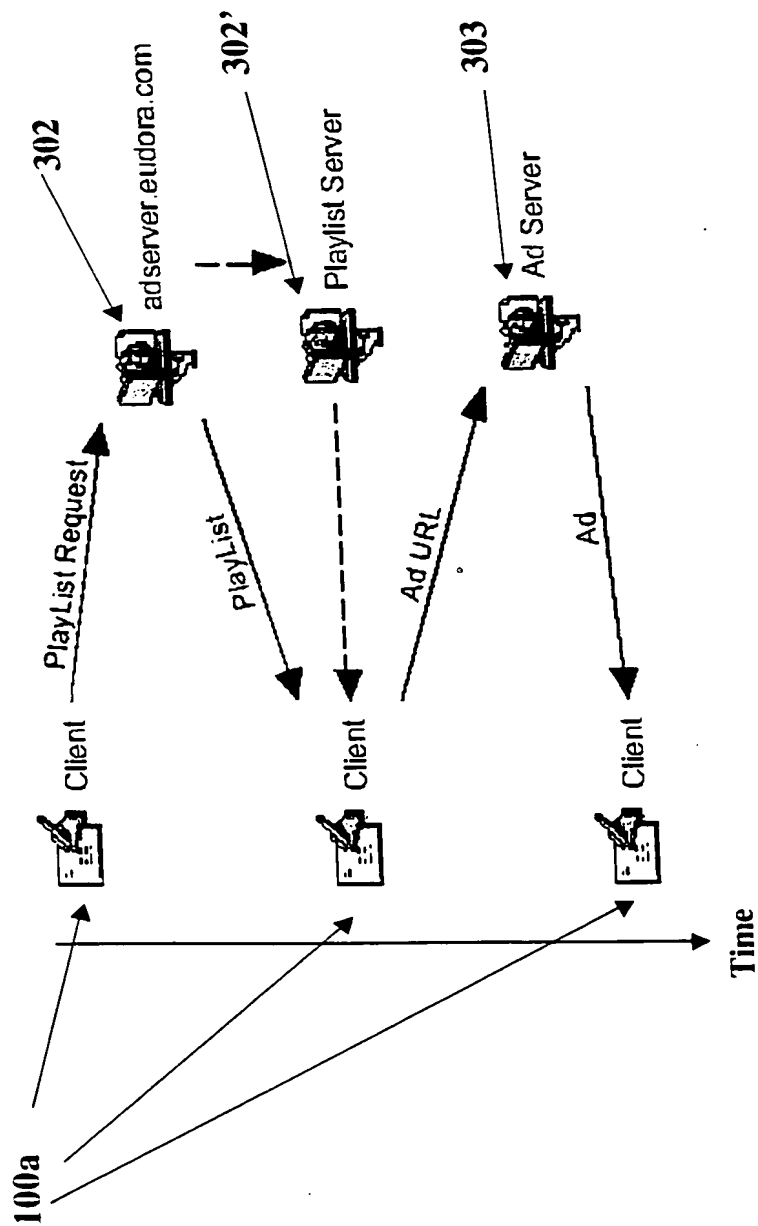 302
adserver.eudora.com
PlayList Request
Client
302'
Playlist Server
PlayList
Client
303
Ad URL
Ad Server
Ad
Client
100a
Time